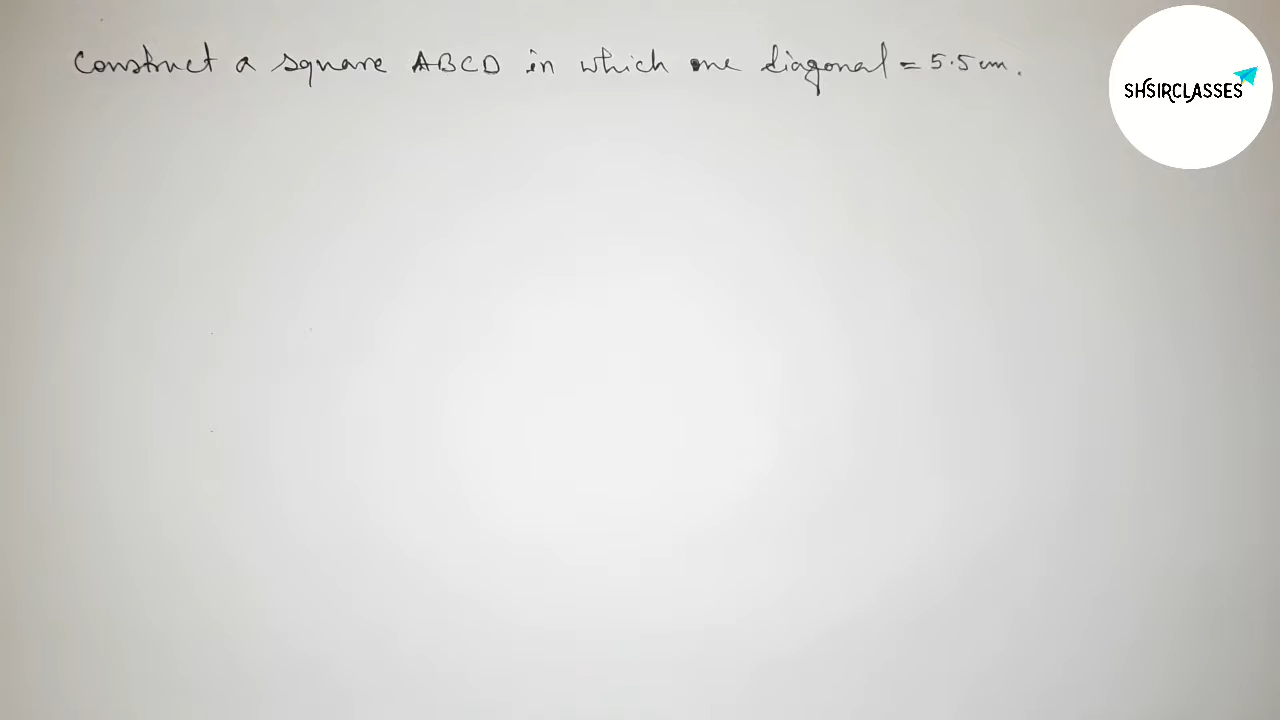 Construct a square ABCD in which one diagonal = 5.5 cm.
SHSIRCLASSES